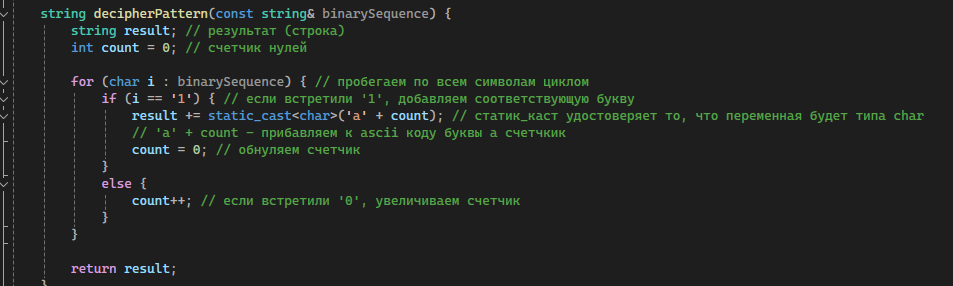 string decipherPattern(const string& binarySequence) {
string result; // результат (строка)
int count = 0; // счетчик нулей
for (char i : binarySequence) { // пробегаем по всем символам циклом
if (i == '1') { // если встретили '1', добавляем соответствующую букву
result += static_cast<char>('a' + count); // статик_каст удостоверяет то, что переменная будет типа char
// 'a' + count - прибавляем к ascii коду буквы а счетчкик
count = 0; // обнуляем счетчик
}
else {
count++; // если встретили '0', увеличиваем счетчик
}
}
return result;
}